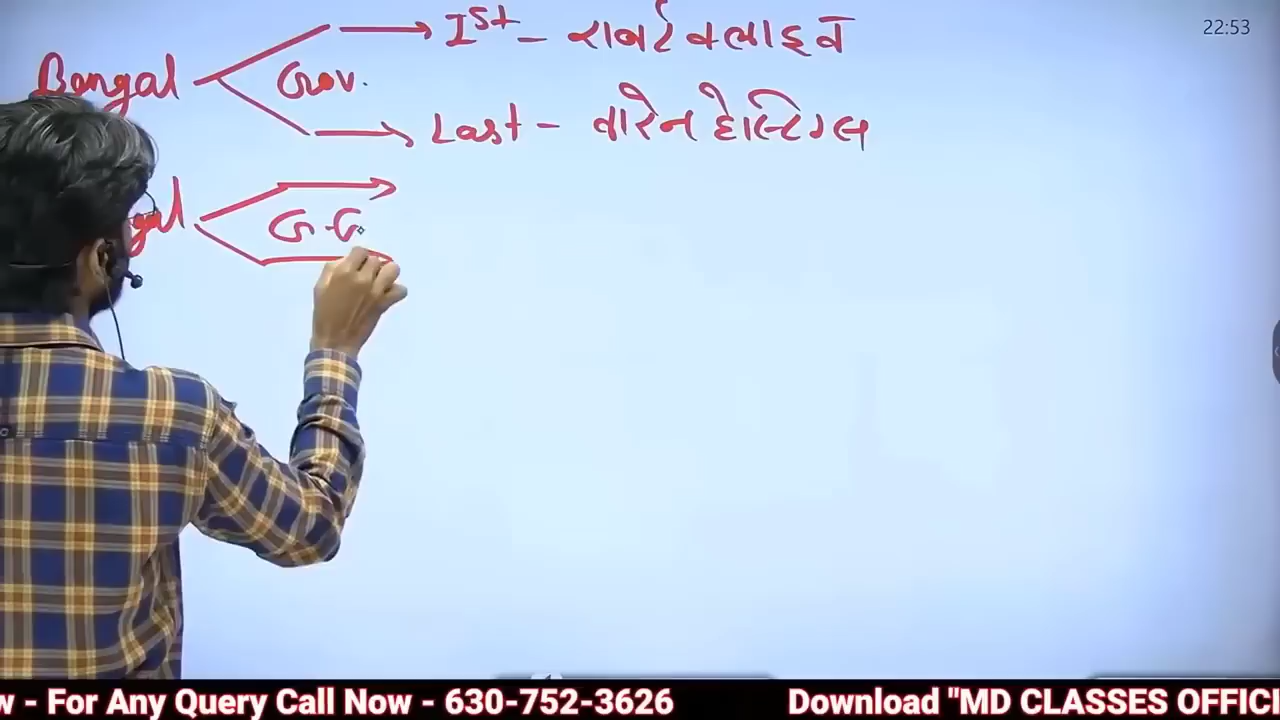 Ist - રાબર્ટ ક્લાઇવ
Bengal Gov.
Last - વારેન હેસ્ટિંગ્સ
G.G
22:53
w - For Any Query Call Now - 630-752-3626 Download "MD CLASSES OFFICI